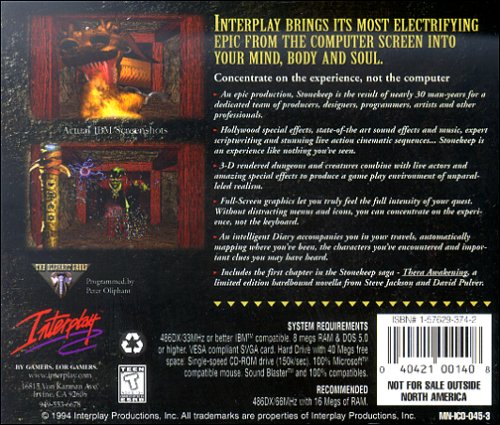 INTERPLAY BRINGS ITS MOST ELECTRIFYING
EPIC FROM THE COMPUTER SCREEN INTO
YOUR MIND, BODY AND SOUL.
Concentrate on the experience, not the computer
- An epic production, Stonekeep is the result of nearly 30 man-years for a
dedicated team of producers, designers, programmers, artists and other
professionals.
- Hollywood special effects, state-of-the art sound effects and music, expert
scriptwriting and stunning live action cinematic sequences... Stonekeep is
an experience like nothing you've seen.
- 3-D rendered dungeons and creatures combine with live actors and
amazing special effects to produce a game play environment of unparal-
leled realism.
- Full-Screen graphics let you truly feel the full intensity of your quest.
Without distracting menus and icons, you can concentrate on the experi-
ence, not the keyboard.
- An intelligent Diary accompanies you in your travels, automatically
mapping where you've been, the characters you've encountered and impor-
tant clues you may have heard.
- Includes the first chapter in the Stonekeep saga - Thera Awakening, a
limited edition hardbound novella from Steve Jackson and David Pulver.
Actual IBM Screenshots
Programmed by
Peter Oliphant
Interplay
BY GAMERS. FOR GAMERS.
www.interplay.com
16815 Von Karman Ave.
Irvine, CA 92606
949-553-6678
TEEN
T
ESRB
SYSTEM REQUIREMENTS
486DX/33MHz or better IBM™ compatible. 8 megs RAM & DOS 5.0
or higher. VESA compliant SVGA card. Hard Drive with 40 Megs free
space. Single-speed CD-ROM drive (150k/sec). 100% Microsoft™
compatible mouse. Sound Blaster™ and 100% compatibles.
RECOMMENDED
486DX/66MHz with 16 Megs of RAM.
ISBN# 1-57629-374-2
0 40421 00140 8
NOT FOR SALE OUTSIDE
NORTH AMERICA
© 1994 Interplay Productions, Inc. All trademarks are properties of Interplay Productions, Inc.
MN-ICD-045-3